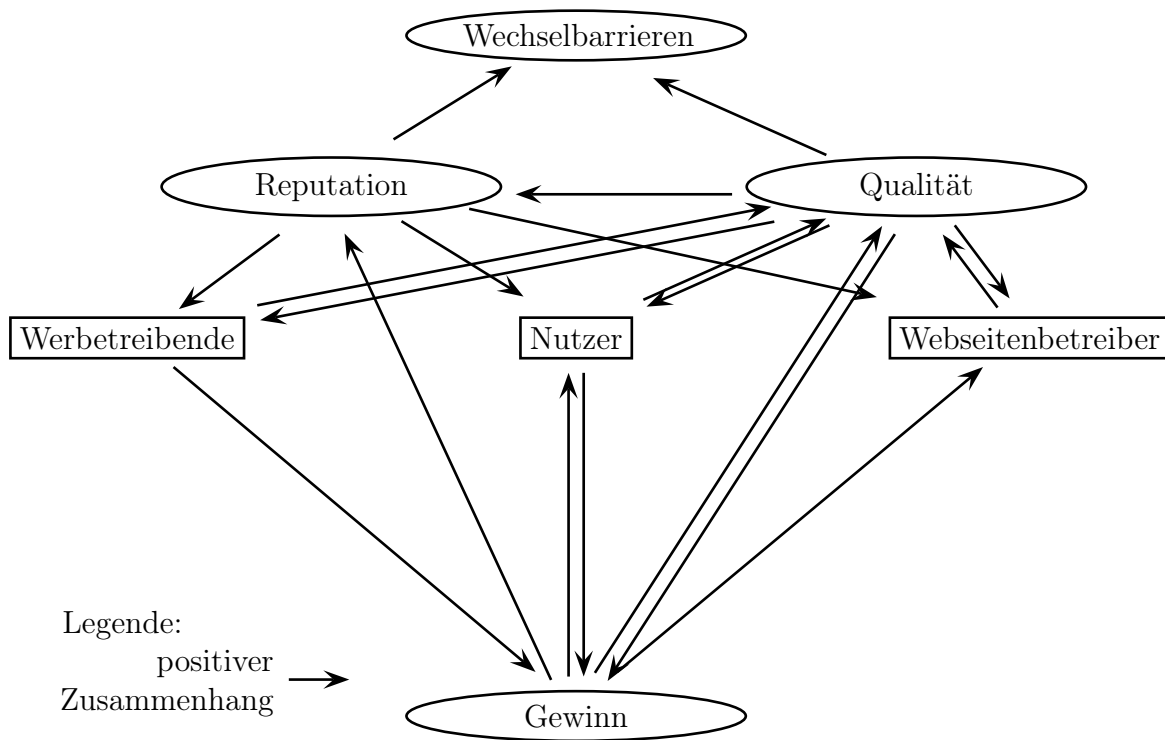 Wechselbarrieren
Reputation
Qualität
Werbetreibende
Nutzer
Webseitenbetreiber
Legende:
positiver
Zusammenhang
Gewinn